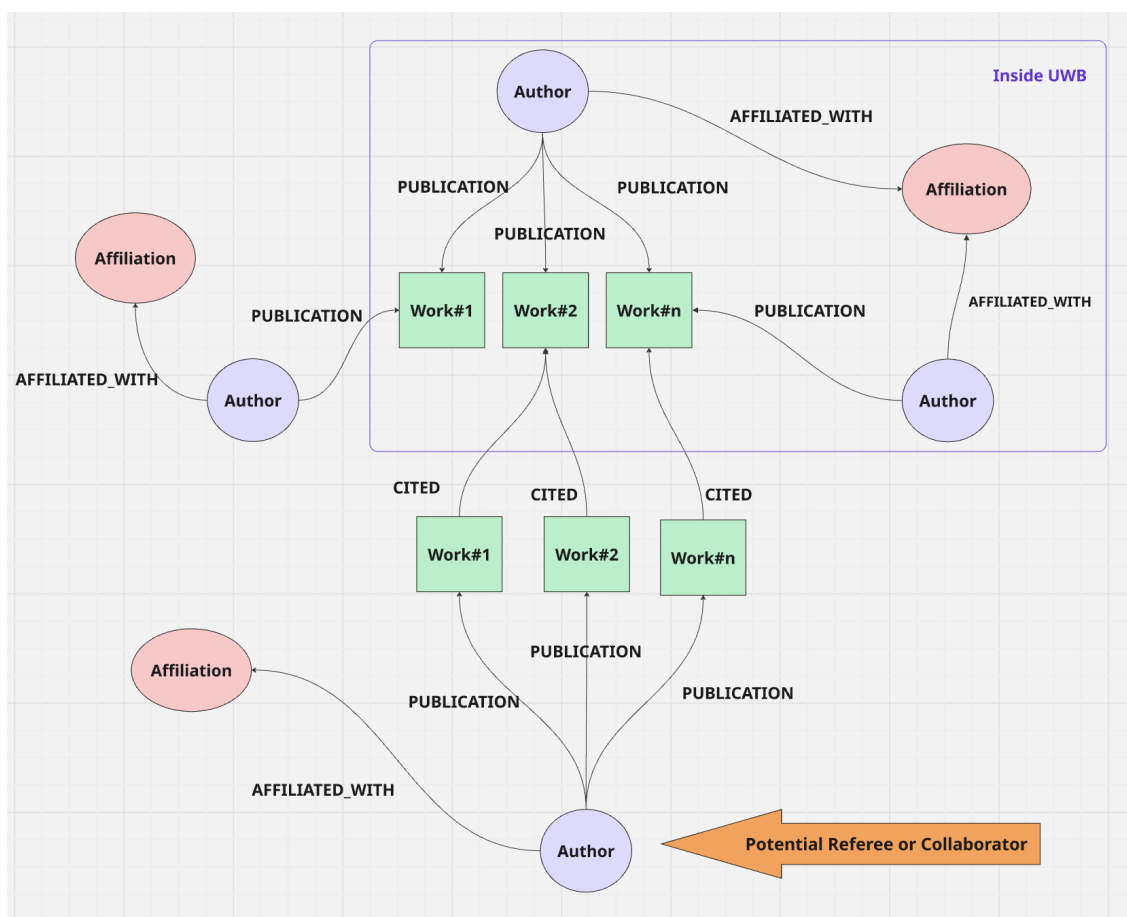 Inside UWB
Author
AFFILIATED_WITH
PUBLICATION
PUBLICATION
Affiliation
PUBLICATION
Affiliation
Work#1
Work#2
Work#n
PUBLICATION
PUBLICATION
AFFILIATED_WITH
AFFILIATED_WITH
Author
Author
CITED
CITED
CITED
Work#1
Work#2
Work#n
PUBLICATION
Affiliation
PUBLICATION
PUBLICATION
AFFILIATED_WITH
Author
Potential Referee or Collaborator